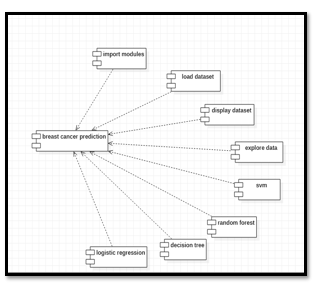 import modules
load dataset
display dataset
breast cancer prediction
explore data
svm
random forest
decision tree
logistic regression